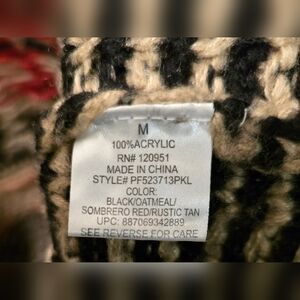 M
100%ACRYLIC
RN# 120951
MADE IN CHINA
STYLE# PF523713PKL
COLOR:
BLACK/OATMEAL/
SOMBRERO RED/RUSTIC TAN
UPC: 887069342889
SEE REVERSE FOR CARE